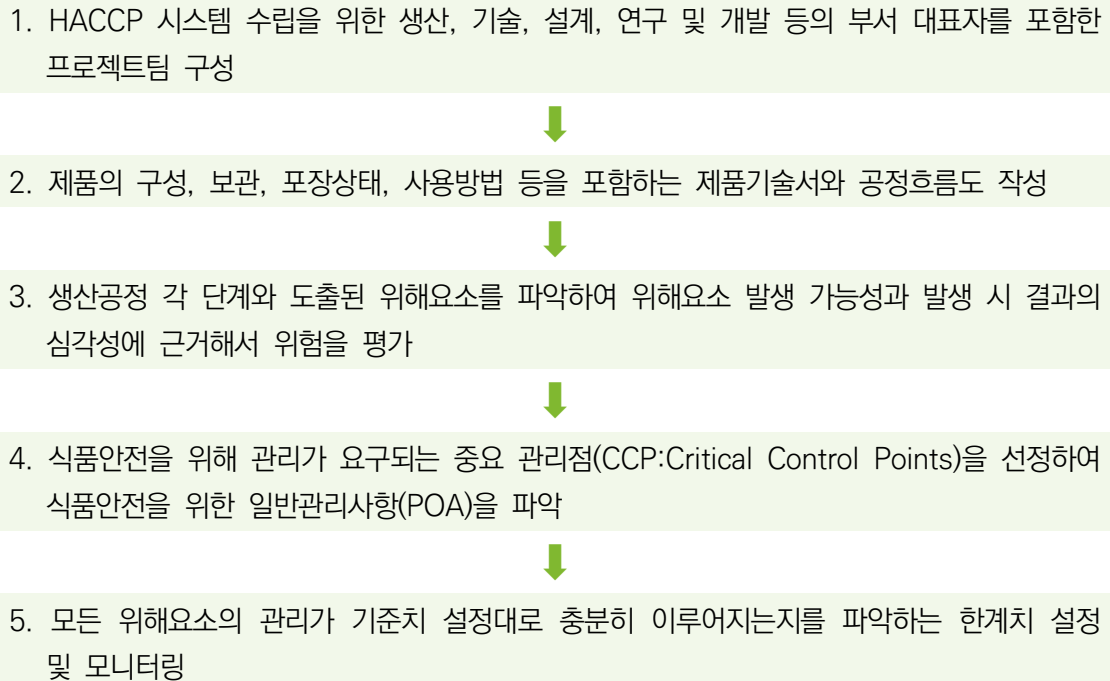 1. HACCP 시스템 수립을 위한 생산, 기술, 설계, 연구 및 개발 등의 부서 대표자를 포함한
프로젝트팀 구성
2. 제품의 구성, 보관, 포장상태, 사용방법 등을 포함하는 제품기술서와 공정흐름도 작성
3. 생산공정 각 단계와 도출된 위해요소를 파악하여 위해요소 발생 가능성과 발생 시 결과의
심각성에 근거해서 위험을 평가
4. 식품안전을 위해 관리가 요구되는 중요 관리점(CCP:Critical Control Points)을 선정하여
식품안전을 위한 일반관리사항(POA)을 파악
5. 모든 위해요소의 관리가 기준치 설정대로 충분히 이루어지는지를 파악하는 한계치 설정
및 모니터링